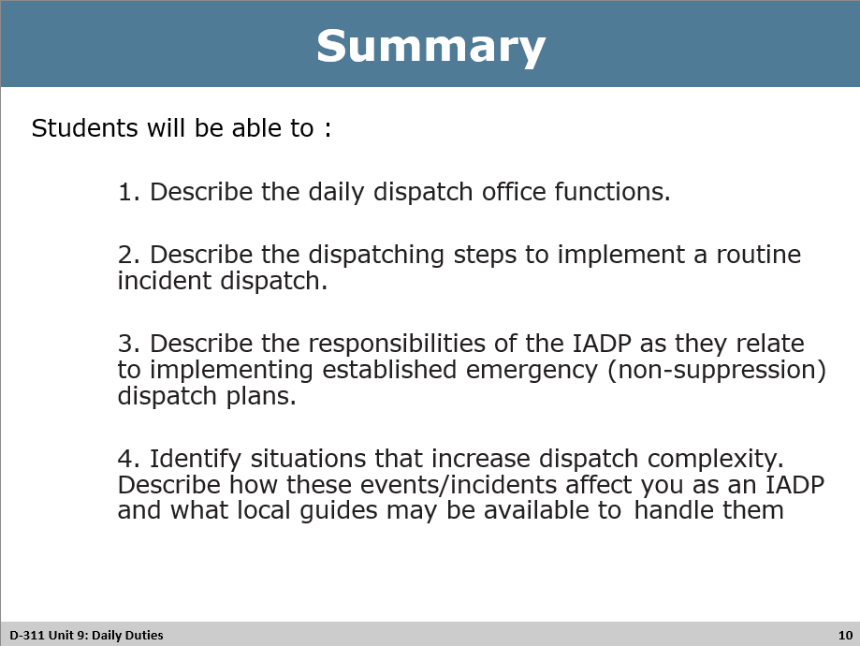 Summary
Students will be able to :
1. Describe the daily dispatch office functions.
2. Describe the dispatching steps to implement a routine
incident dispatch.
3. Describe the responsibilities of the IADP as they relate
to implementing established emergency (non-suppression)
dispatch plans.
4. Identify situations that increase dispatch complexity.
Describe how these events/incidents affect you as an IADP
and what local guides may be available to handle them
D-311 Unit 9: Daily Duties
10